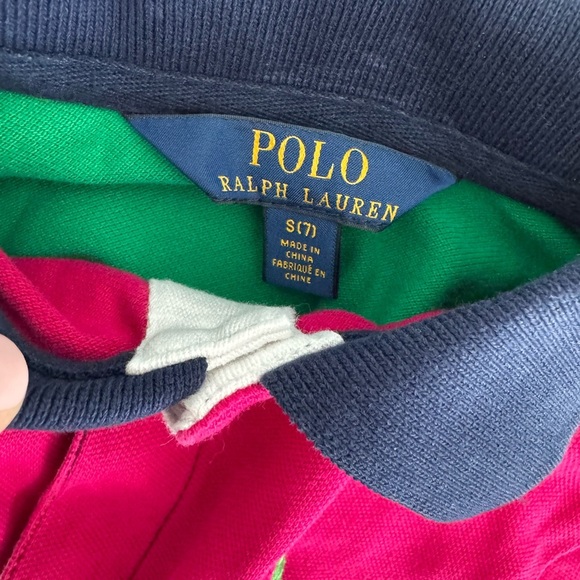 POLO
RALPH LAUREN
S(7)
MADE IN
CHINA
FABRIQUÉ EN
CHINE